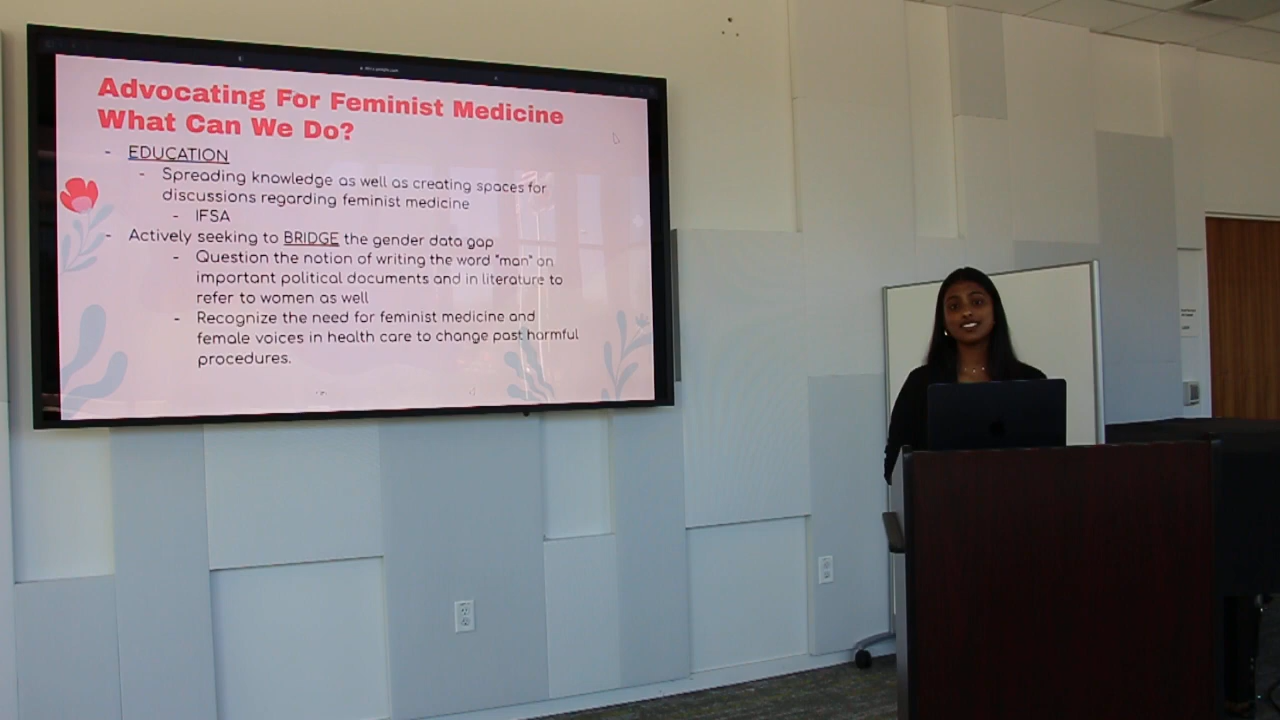 Advocating For Feminist Medicine
What Can We Do?
- EDUCATION
- Spreading knowledge as well as creating spaces for
discussions regarding feminist medicine
- IFSA
- Actively seeking to BRIDGE the gender data gap
- Question the notion of writing the word "man" on
important political documents and in literature to
refer to women as well
- Recognize the need for feminist medicine and
female voices in health care to change past harmful
procedures.